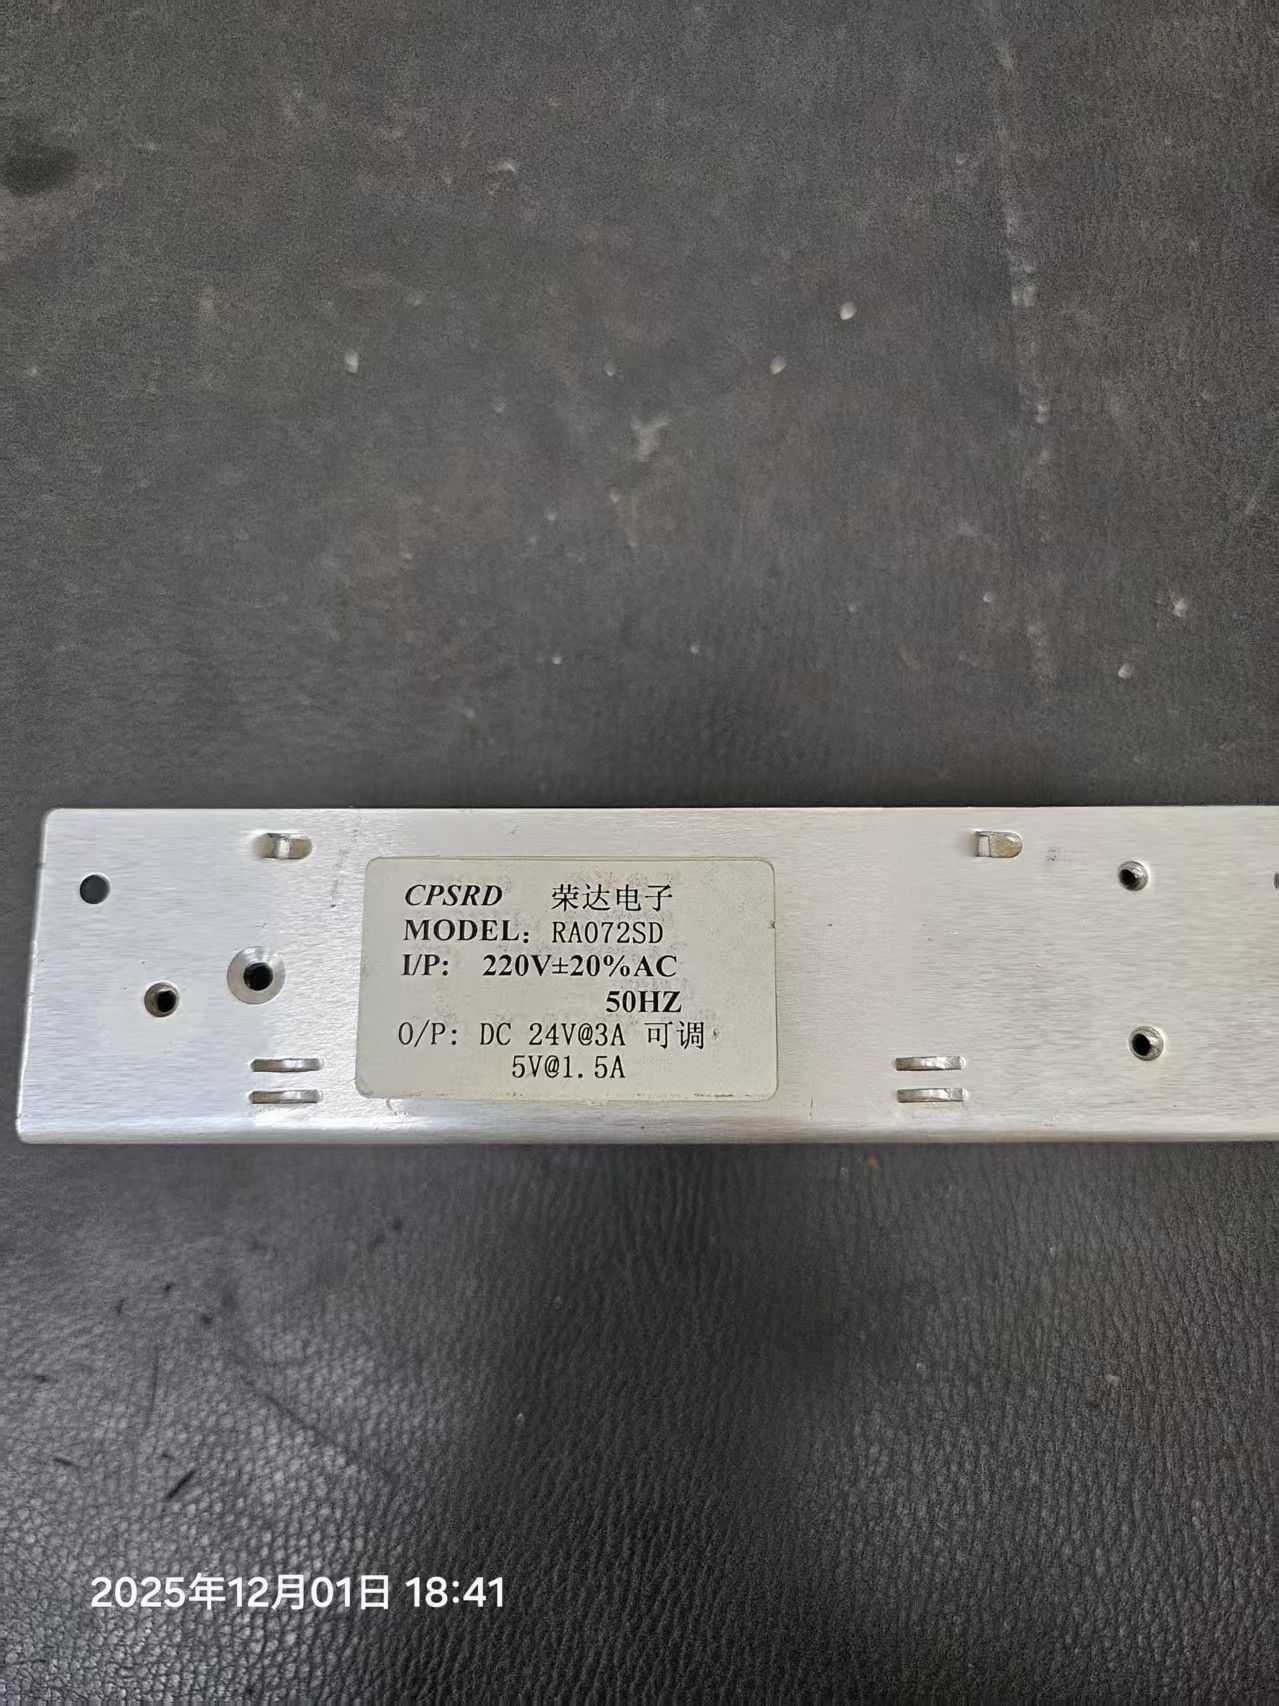 CPSRD 荣达电子
MODEL: RA072SD
I/P: 220V±20%AC
50HZ
O/P: DC 24V@3A 可调
5V@1.5A
2025年12月01日 18:41